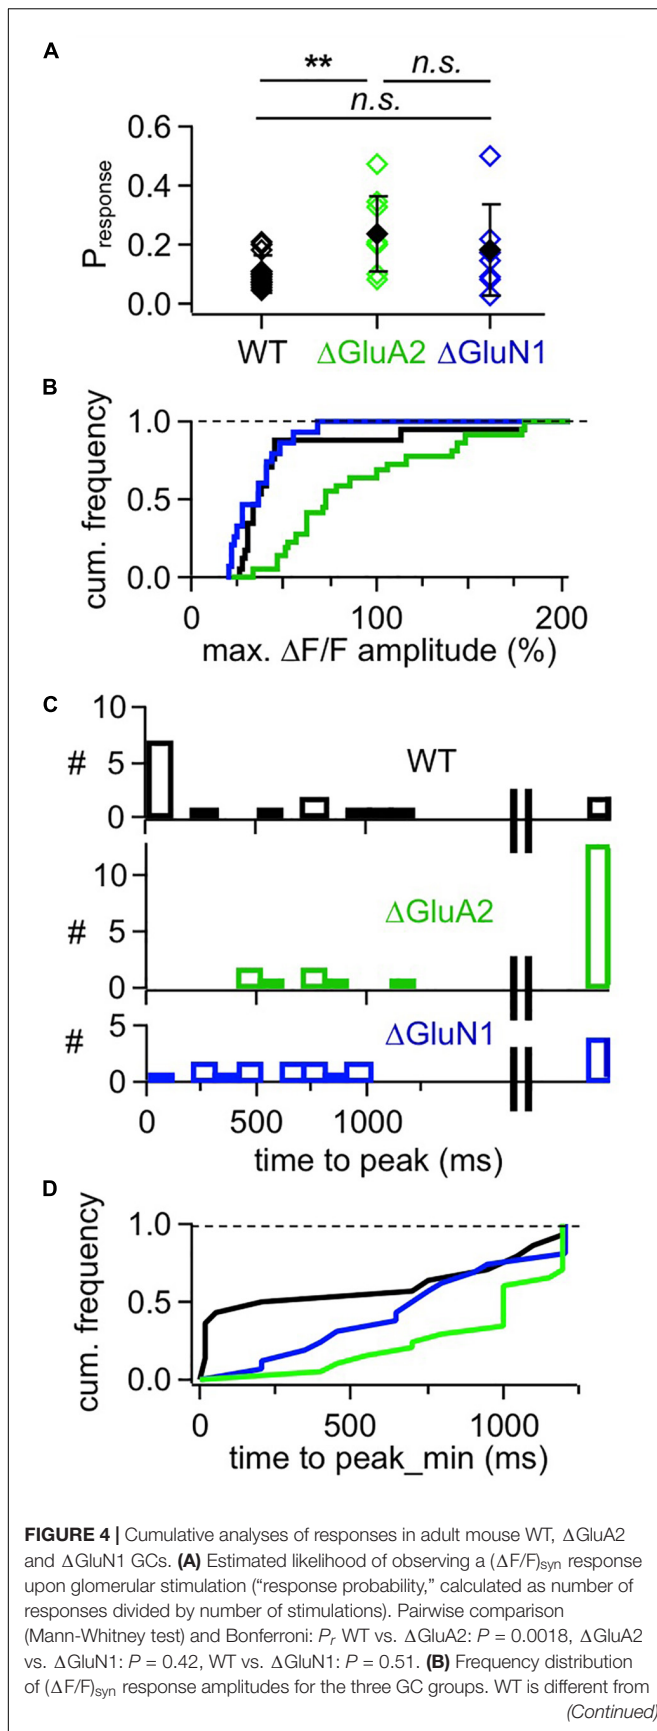 A
** n.s.
n.s.
0.6
0.4
0.2
0.0
Presponse
WT ΔGluA2 ΔGluN1
B
1.0
0.5
0.0
cum. frequency
0 100 200
max. ΔF/F amplitude (%)
C
10
# 5
0
WT
10
# 5
0
ΔGluA2
5
#
0
ΔGluN1
0 500 1000
time to peak (ms)
D
1.0
0.5
0.0
cum. frequency
0 500 1000
time to peak_min (ms)
FIGURE 4 | Cumulative analyses of responses in adult mouse WT, ΔGluA2
and ΔGluN1 GCs. (A) Estimated likelihood of observing a (ΔF/F)syn response
upon glomerular stimulation (“response probability,” calculated as number of
responses divided by number of stimulations). Pairwise comparison
(Mann-Whitney test) and Bonferroni: Pr WT vs. ΔGluA2: P = 0.0018, ΔGluA2
vs. ΔGluN1: P = 0.42, WT vs. ΔGluN1: P = 0.51. (B) Frequency distribution
of (ΔF/F)syn response amplitudes for the three GC groups. WT is different from
(Continued)